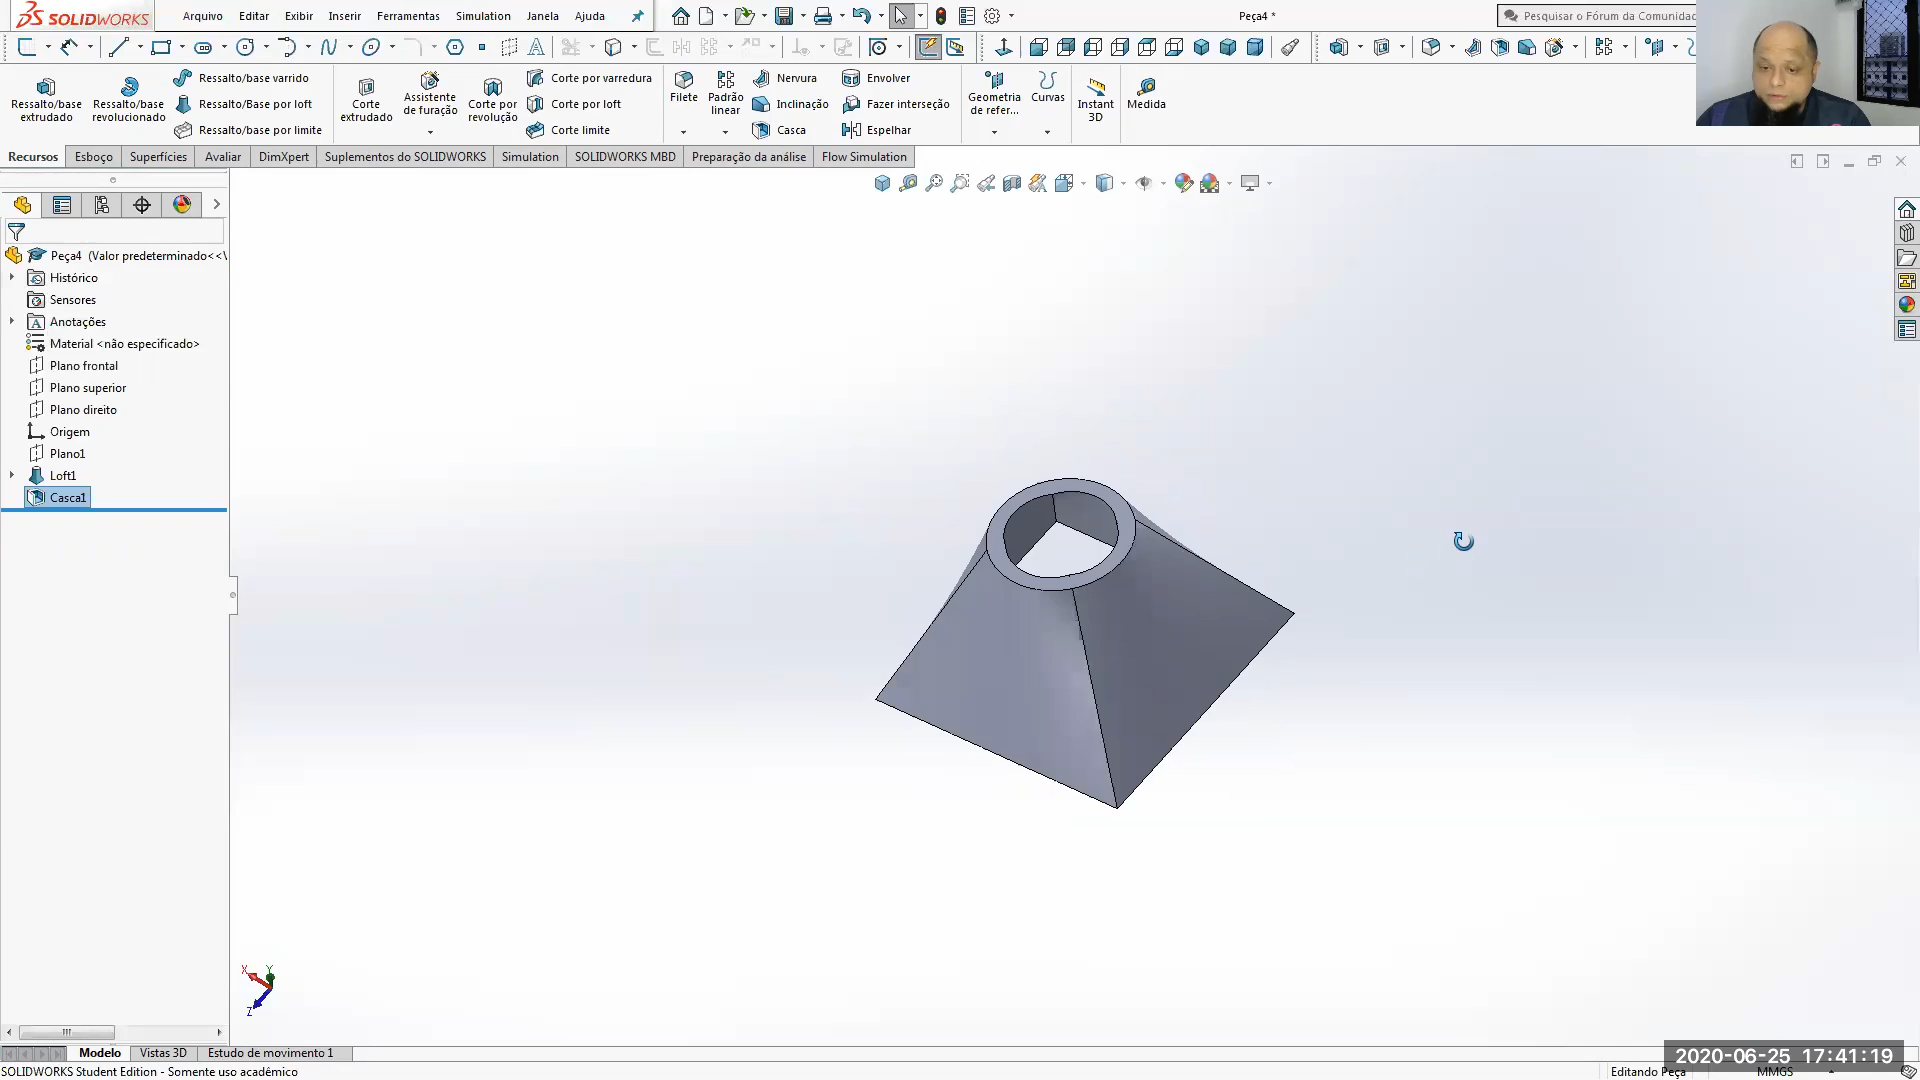 SOLIDWORKS
Arquivo
Editar
Exibir
Inserir
Ferramentas
Simulation
Janela
Ajuda
Peça4 *
Pesquisar o Fórum da Comunidad
Ressalto/base
extrudado
Ressalto/base
revolucionado
Ressalto/base varrido
Ressalto/Base por loft
Ressalto/Base por limite
Corte
extrudado
Assistente
de furação
Corte por
revolução
Corte por varredura
Corte por loft
Corte limite
Filete
Padrão
linear
Nervura
Inclinação
Casca
Envolver
Fazer interseção
Espelhar
Geometria
de refer...
Curvas
Instant
3D
Medida
Recursos
Esboço
Superfícies
Avaliar
DimXpert
Suplementos do SOLIDWORKS
Simulation
SOLIDWORKS MBD
Preparação da análise
Flow Simulation
Peça4 (Valor predeterminado<<\
Histórico
Sensores
Anotações
Material <não especificado>
Plano frontal
Plano superior
Plano direito
Origem
Plano1
Loft1
Casca1
X
Y
Z
Modelo
Vistas 3D
Estudo de movimento 1
2020-06-25 17:41:19
SOLIDWORKS Student Edition - Somente uso acadêmico
Editando Peça
MMGS